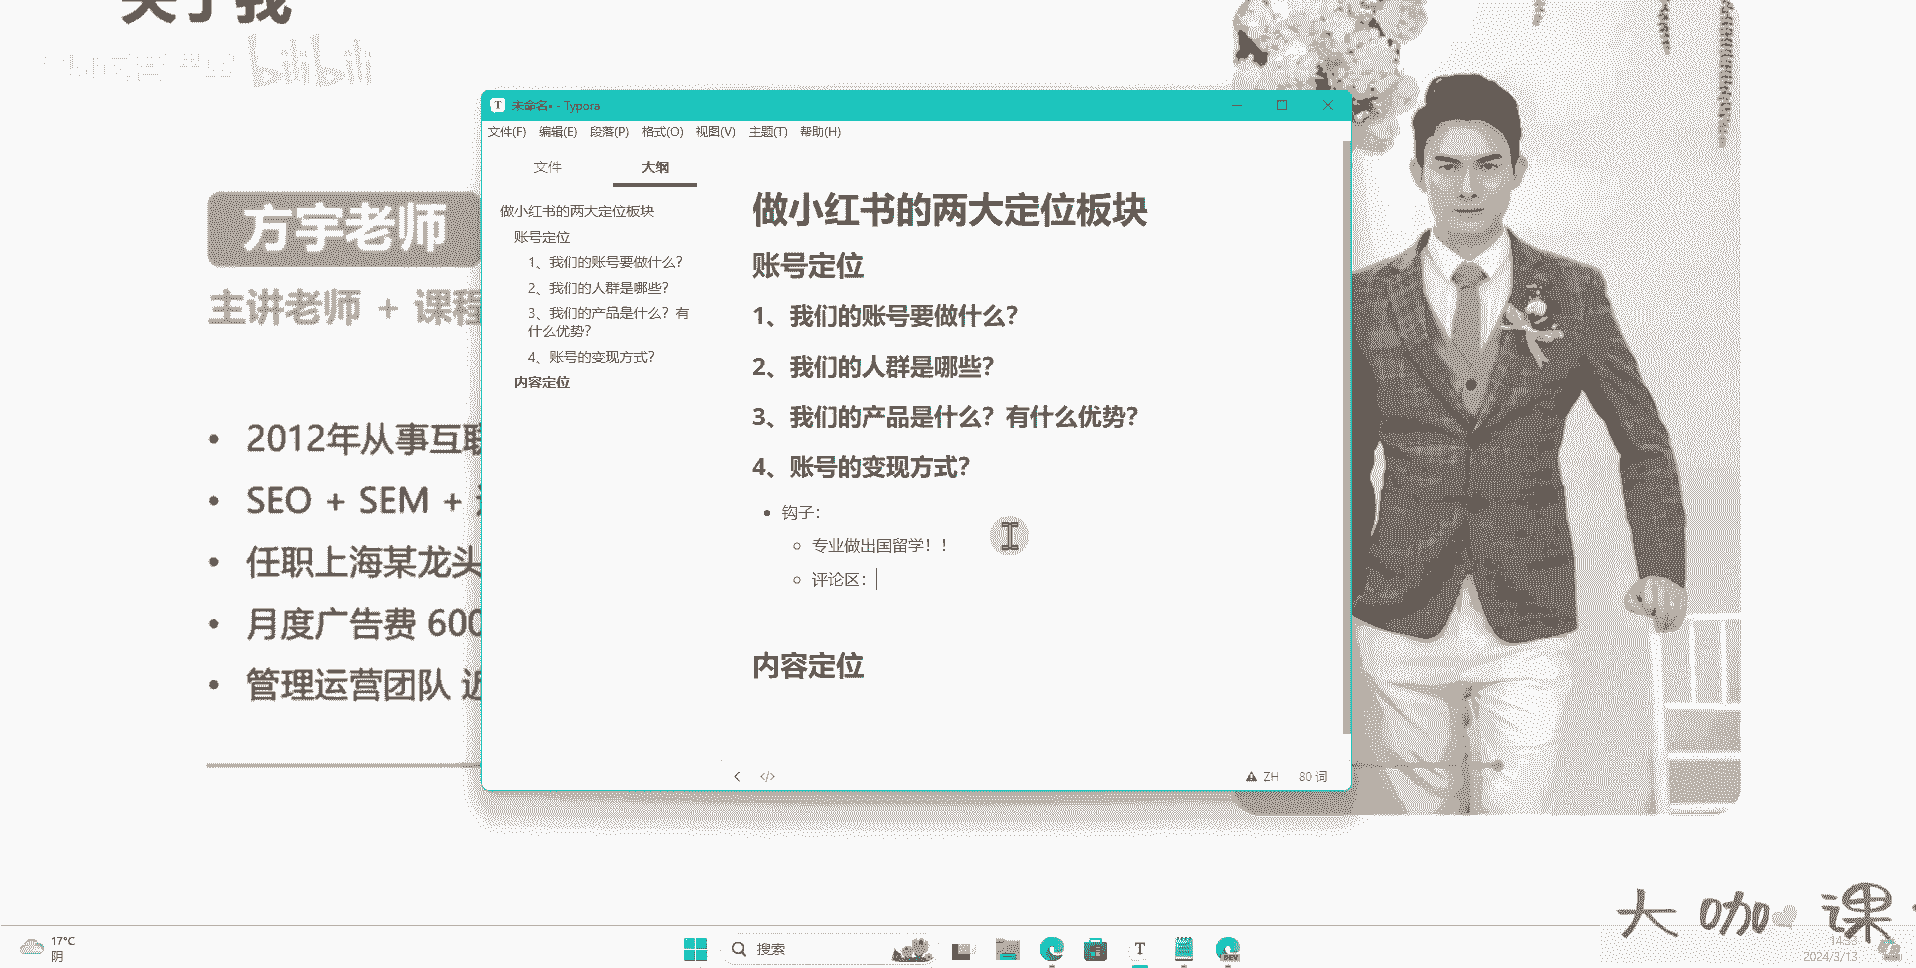 关于我
bilibili
方宇老师
主讲老师 + 课程
• 2012年从事互联
• SEO + SEM +
• 任职上海某龙头
• 月度广告费 600
• 管理运营团队 近
未命名• - Typora
文件(F) 编辑(E) 段落(P) 格式(O) 视图(V) 主题(T) 帮助(H)
文件 大纲
做小红书的两大定位板块
账号定位
1、我们的账号要做什么？
2、我们的人群是哪些？
3、我们的产品是什么？有
什么优势？
4、账号的变现方式？
内容定位
做小红书的两大定位板块
账号定位
1、我们的账号要做什么？
2、我们的人群是哪些？
3、我们的产品是什么？有什么优势？
4、账号的变现方式？
• 钩子：
◦ 专业做出国留学！！
◦ 评论区：
内容定位
</>
ZH 80 词
大咖 课
17°C
阴
搜索
T
DEV
14:33
2024/3/13